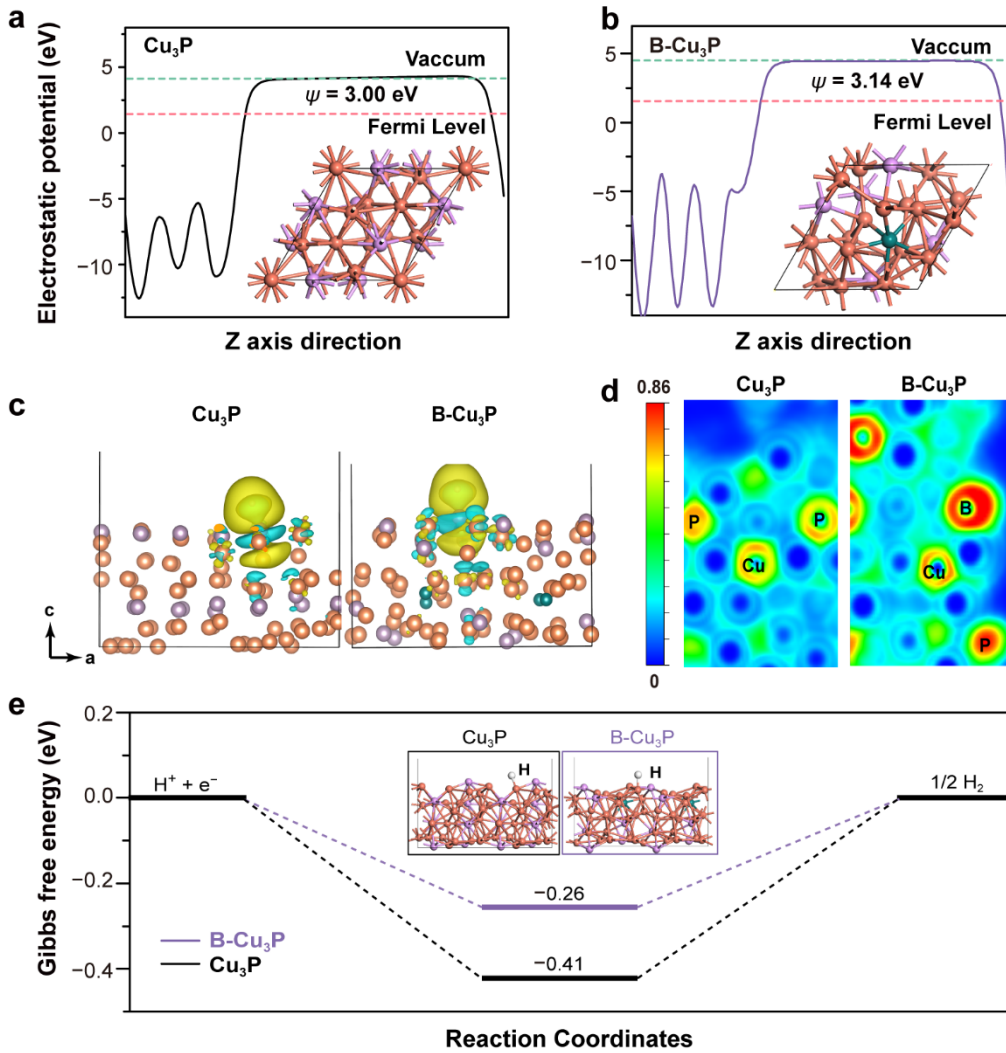 a
Cu₃P
Electrostatic potential (eV)
5
0
−5
−10
Vaccum
ψ = 3.00 eV
Fermi Level
Z axis direction
b
B-Cu₃P
5
0
−5
−10
Vaccum
ψ = 3.14 eV
Fermi Level
Z axis direction
c
Cu₃P
B-Cu₃P
c
a
d
0.86
0
Cu₃P
B-Cu₃P
P
P
Cu
B
Cu
P
e
Gibbs free energy (eV)
0.2
0.0
−0.2
−0.4
H⁺ + e⁻
Cu₃P
B-Cu₃P
H
H
1/2 H₂
−0.26
−0.41
B-Cu₃P
Cu₃P
Reaction Coordinates